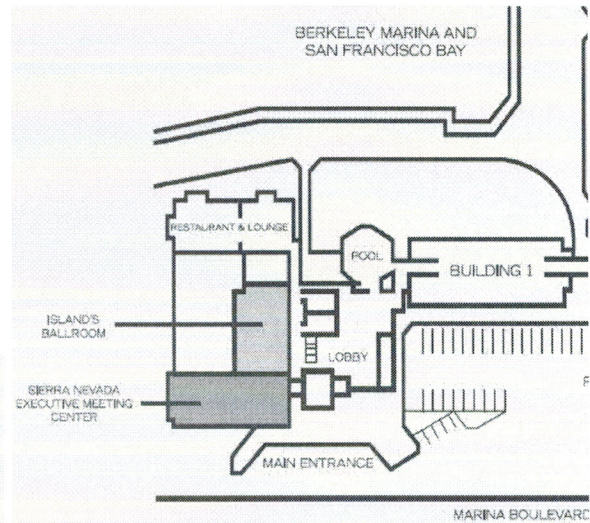 BERKELEY MARINA AND
SAN FRANCISCO BAY
RESTAURANT & LOUNGE
POOL
BUILDING 1
ISLAND'S
BALLROOM
LOBBY
SIERRA NEVADA
EXECUTIVE MEETING
CENTER
MAIN ENTRANCE
MARINA BOULEVARD